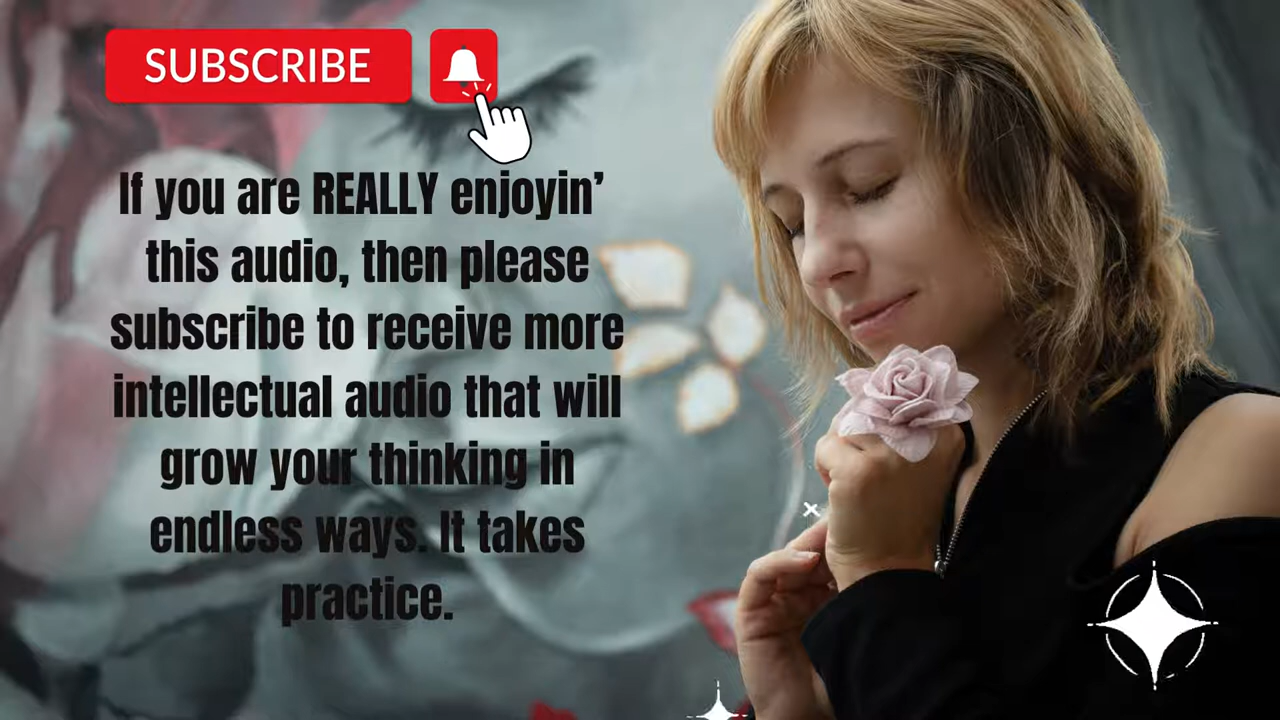 SUBSCRIBE
If you are REALLY enjoyin’
this audio, then please
subscribe to receive more
intellectual audio that will
grow your thinking in
endless ways. It takes
practice.